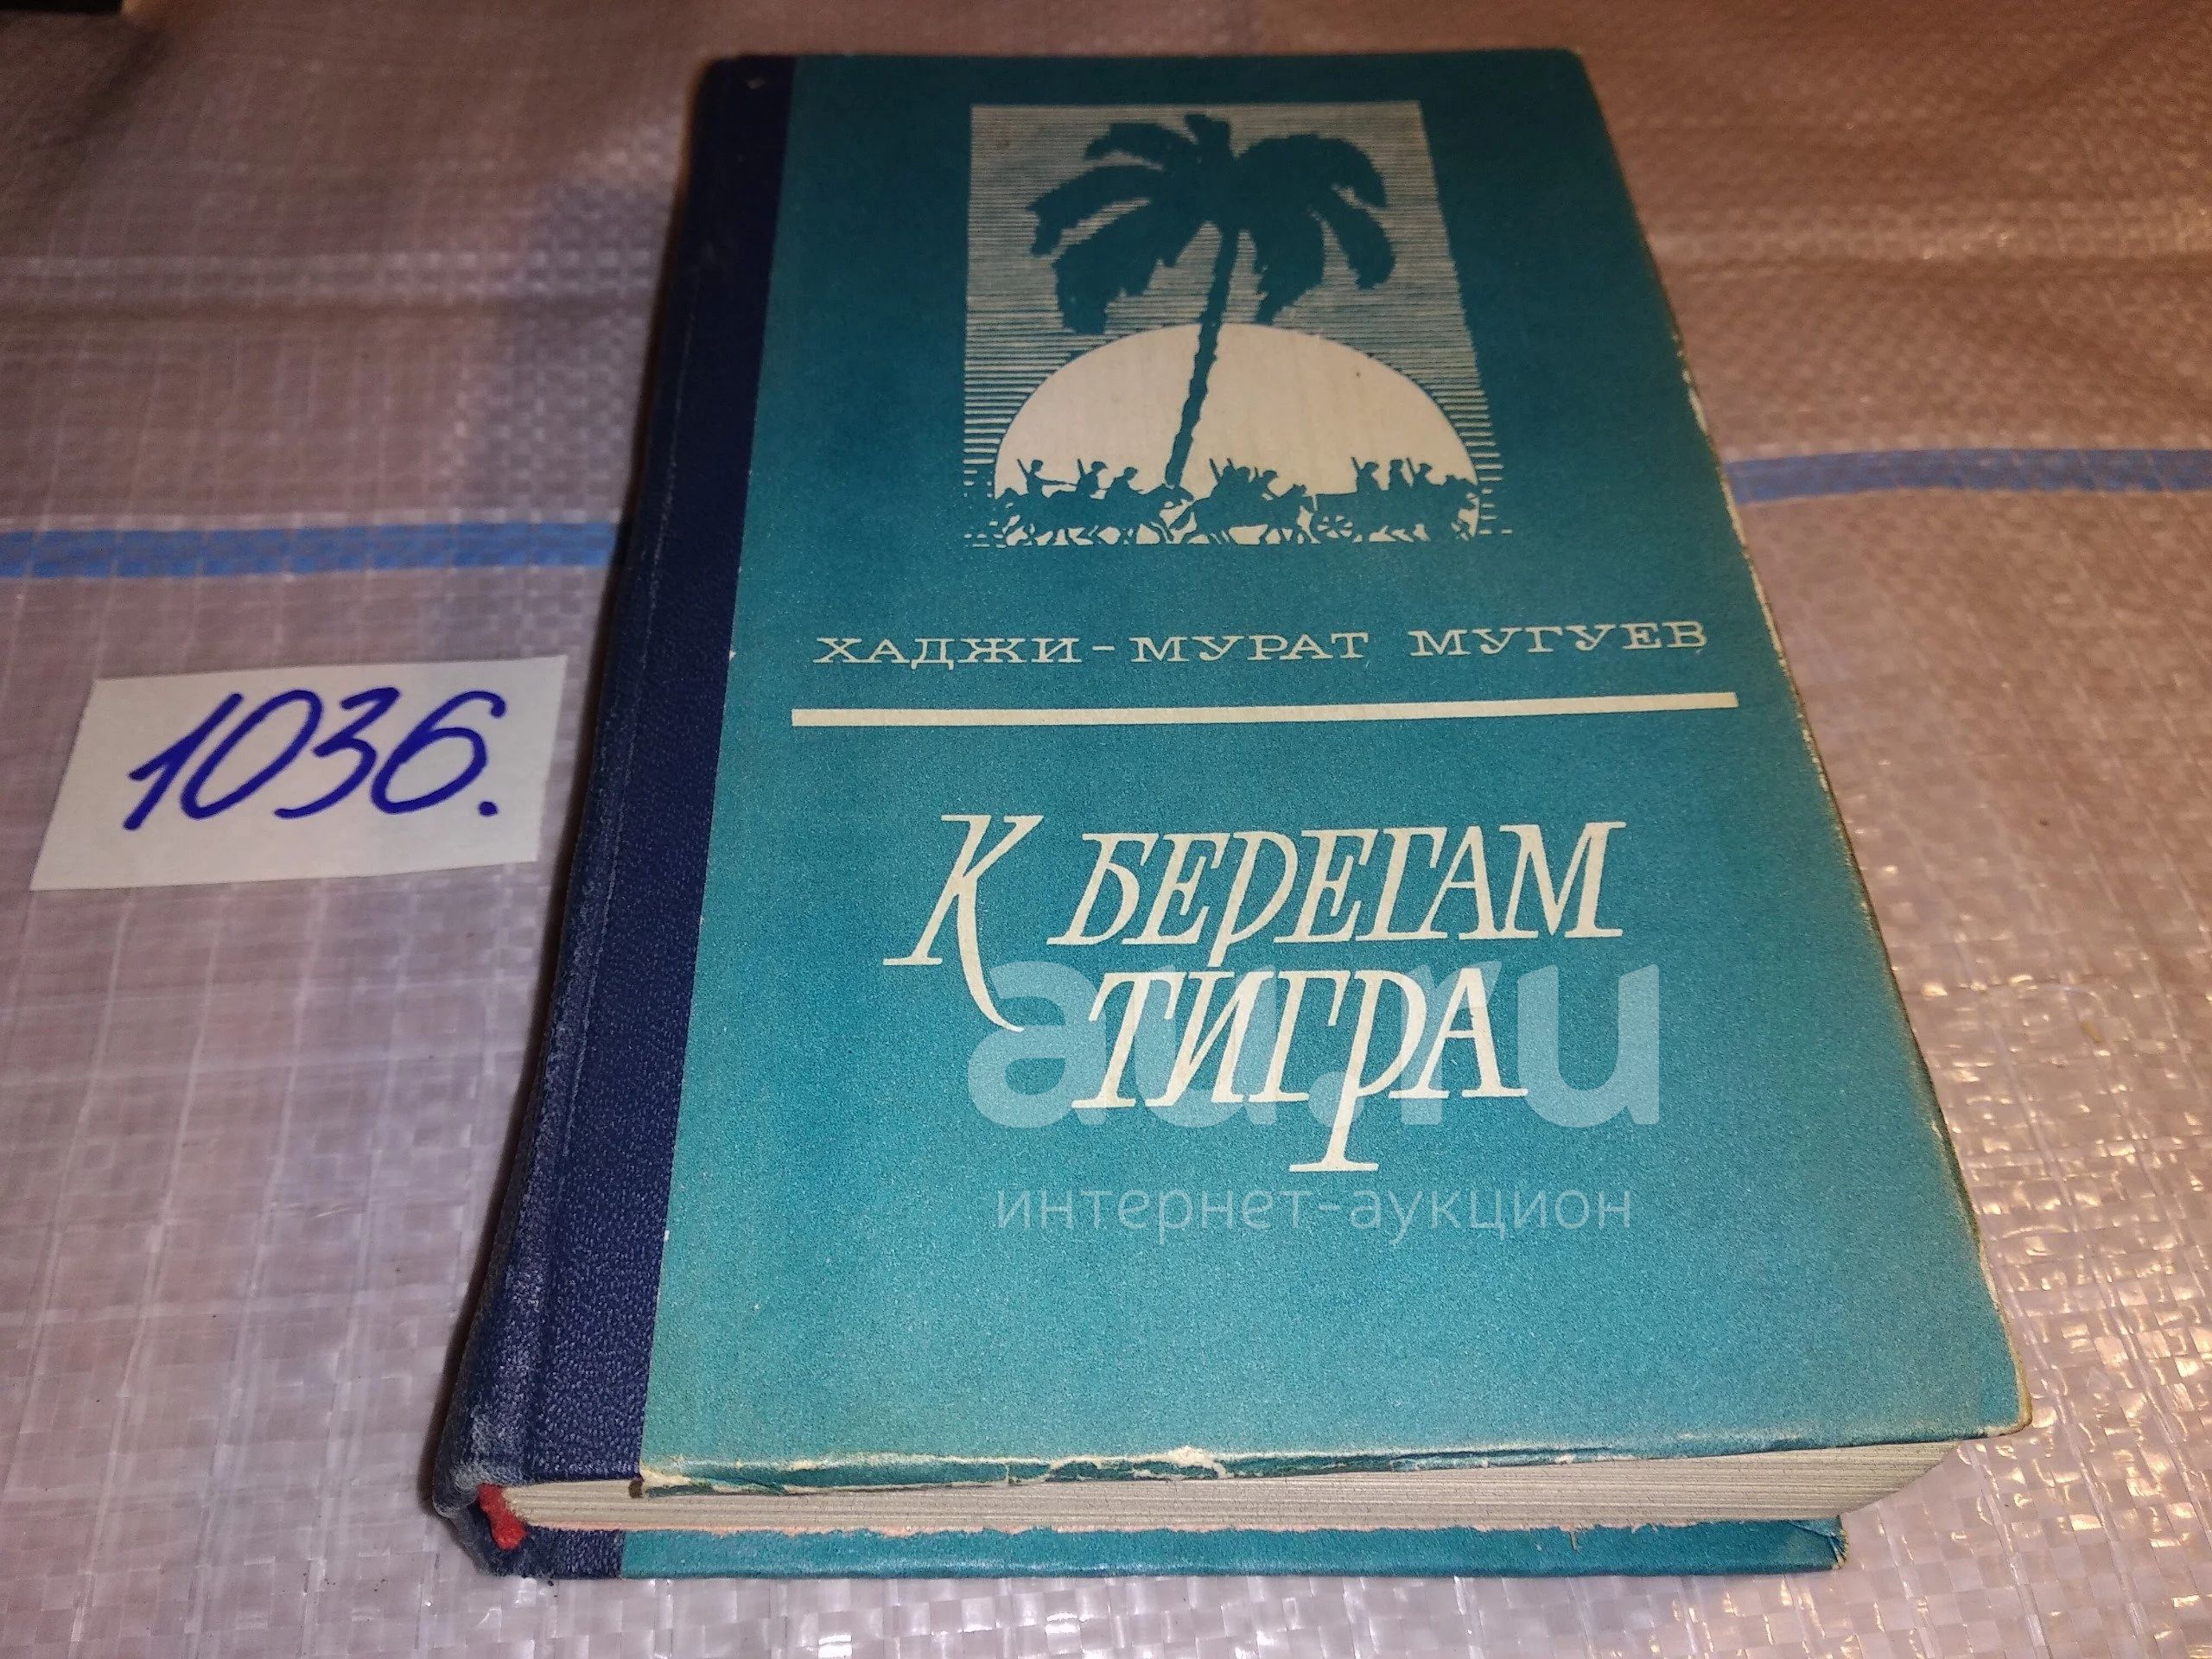 ХАДЖИ-МУРАТ МУГУЕВ
К БЕРЕГАМ
ТИГРА
au.ru
интернет-аукцион
1036.